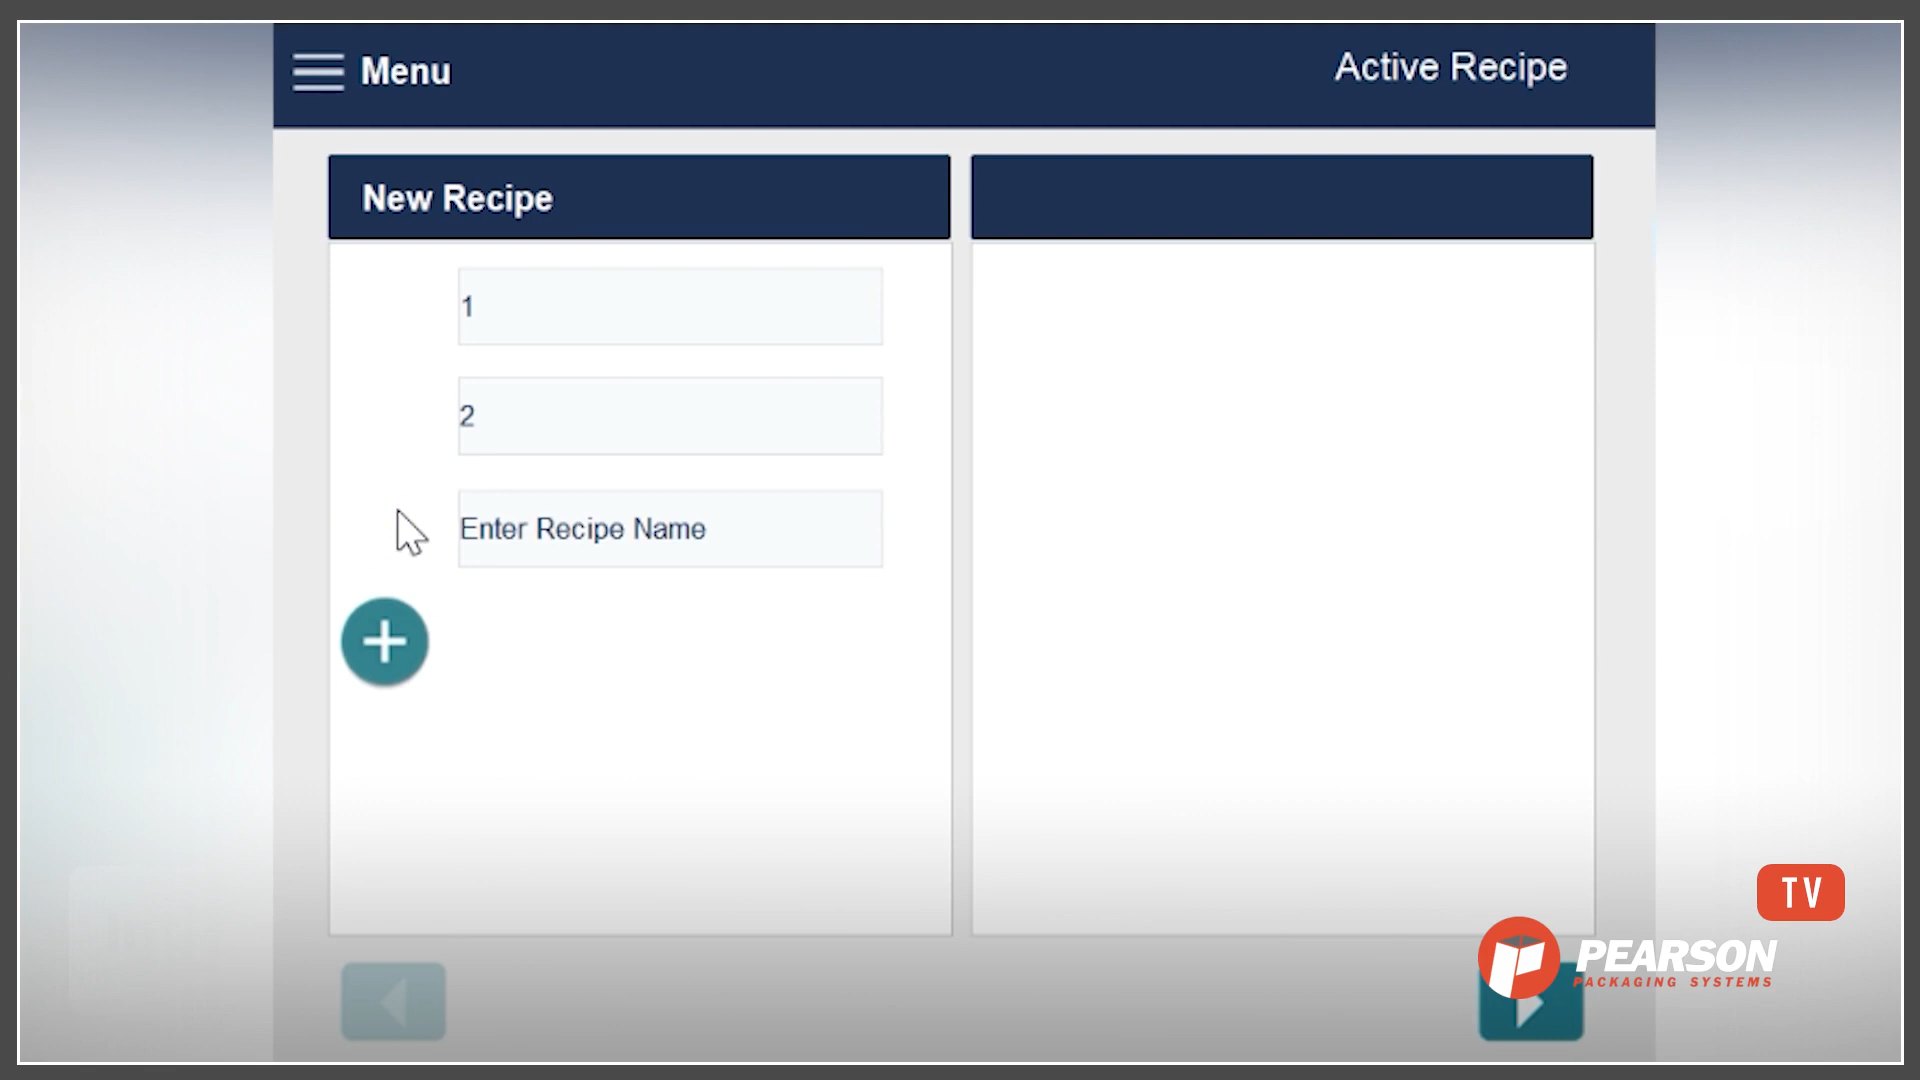 Menu
Active Recipe
New Recipe
1
2
Enter Recipe Name
TV
PEARSON
PACKAGING SYSTEMS